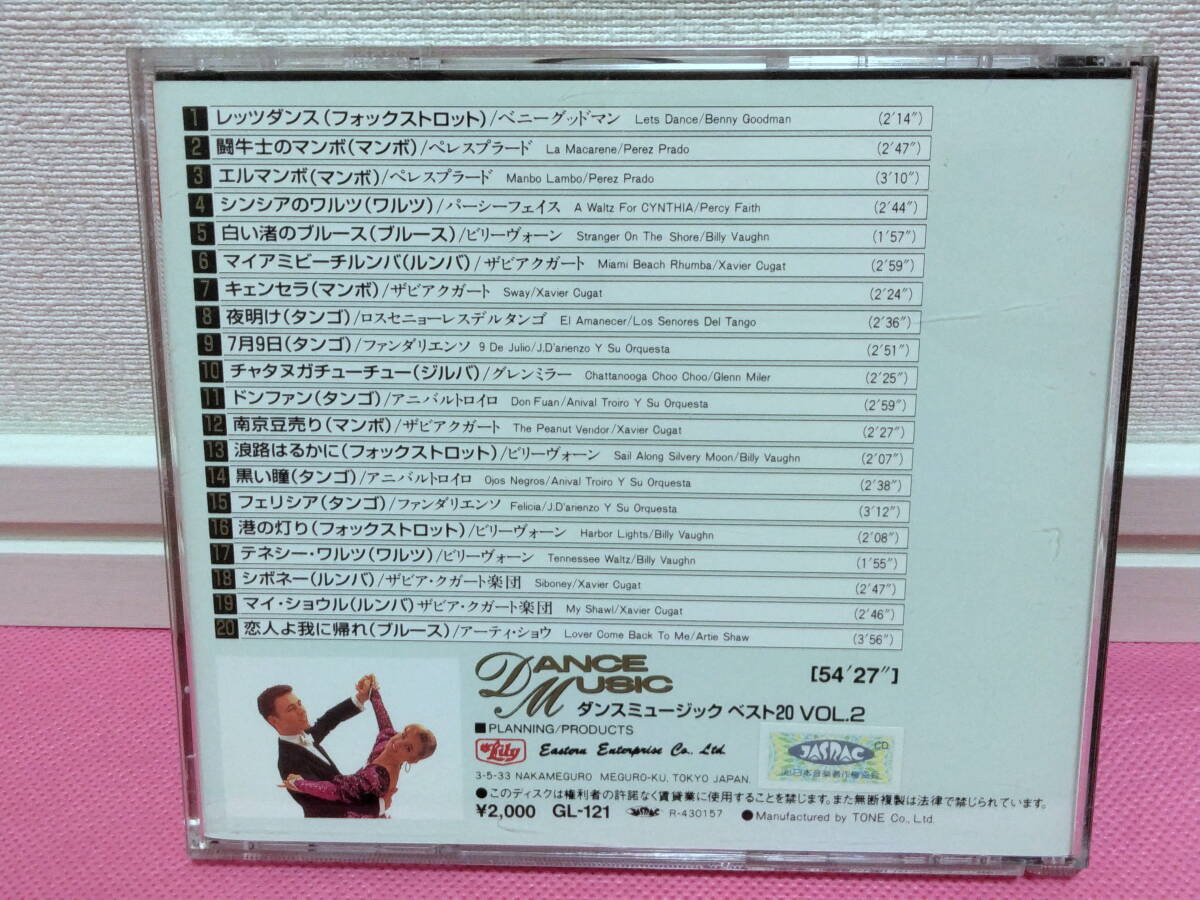 1 レッツダンス(フォックストロット)/ベニーグッドマン Lets Dance/Benny Goodman (2'14")
2 闘牛士のマンボ(マンボ)/ペレスプラード La Macarene/Perez Prado (2'47")
3 エルマンボ(マンボ)/ペレスプラード Manbo Lambo/Perez Prado (3'10")
4 シンシアのワルツ(ワルツ)/パーシーフェイス A Waltz For CYNTHIA/Percy Faith (2'44")
5 白い渚のブルース(ブルース)/ビリーヴォーン Stranger On The Shore/Billy Vaughn (1'57")
6 マイアミビーチルンバ(ルンバ)/ザビアクガート Miami Beach Rhumba/Xavier Cugat (2'59")
7 キェンセラ(マンボ)/ザビアクガート Sway/Xavier Cugat (2'24")
8 夜明け(タンゴ)/ロスセニョーレスデルタンゴ El Amanecer/Los Senores Del Tango (2'36")
9 7月9日(タンゴ)/ファンダリエンソ 9 De Julio/J.D'arienzo Y Su Orquesta (2'51")
10 チャタヌガチューチュー(ジルバ)/グレンミラー Chattanooga Choo Choo/Glenn Miler (2'25")
11 ドンファン(タンゴ)/アニバルトロイロ Don Fuan/Anival Troiro Y Su Orquesta (2'59")
12 南京豆売り(マンボ)/ザビアクガート The Peanut Vendor/Xavier Cugat (2'27")
13 浪路はるかに(フォックストロット)/ビリーヴォーン Sail Along Silvery Moon/Billy Vaughn (2'07")
14 黒い瞳(タンゴ)/アニバルトロイロ Ojos Negros/Anival Troiro Y Su Orquesta (2'38")
15 フェリシア(タンゴ)/ファンダリエンソ Felicia/J.D'arienzo Y Su Orquesta (3'12")
16 港の灯り(フォックストロット)/ビリーヴォーン Harbor Lights/Billy Vaughn (2'08")
17 テネシー・ワルツ(ワルツ)/ビリーヴォーン Tennessee Waltz/Billy Vaughn (1'55")
18 シボネー(ルンバ)/ザビア・クガート楽団 Siboney/Xavier Cugat (2'47")
19 マイ・ショウル(ルンバ)ザビア・クガート楽団 My Shawl/Xavier Cugat (2'46")
20 恋人よ我に帰れ(ブルース)/アーティ・ショウ Lover Come Back To Me/Artie Shaw (3'56")
DANCE
MUSIC
[54'27"]
ダンスミュージック ベスト20 VOL.2
■PLANNING/PRODUCTS
Lily Eastern Enterprise Co., Ltd.
JASRAC CD
3-5-33 NAKAMEGURO MEGURO-KU, TOKYO JAPAN.
●このディスクは権利者の許諾なく賃貸業に使用することを禁じます。また無断複製は法律で禁じられています。
¥2,000 GL-121 JASRAC R-430157 ●Manufactured by TONE Co., Ltd.